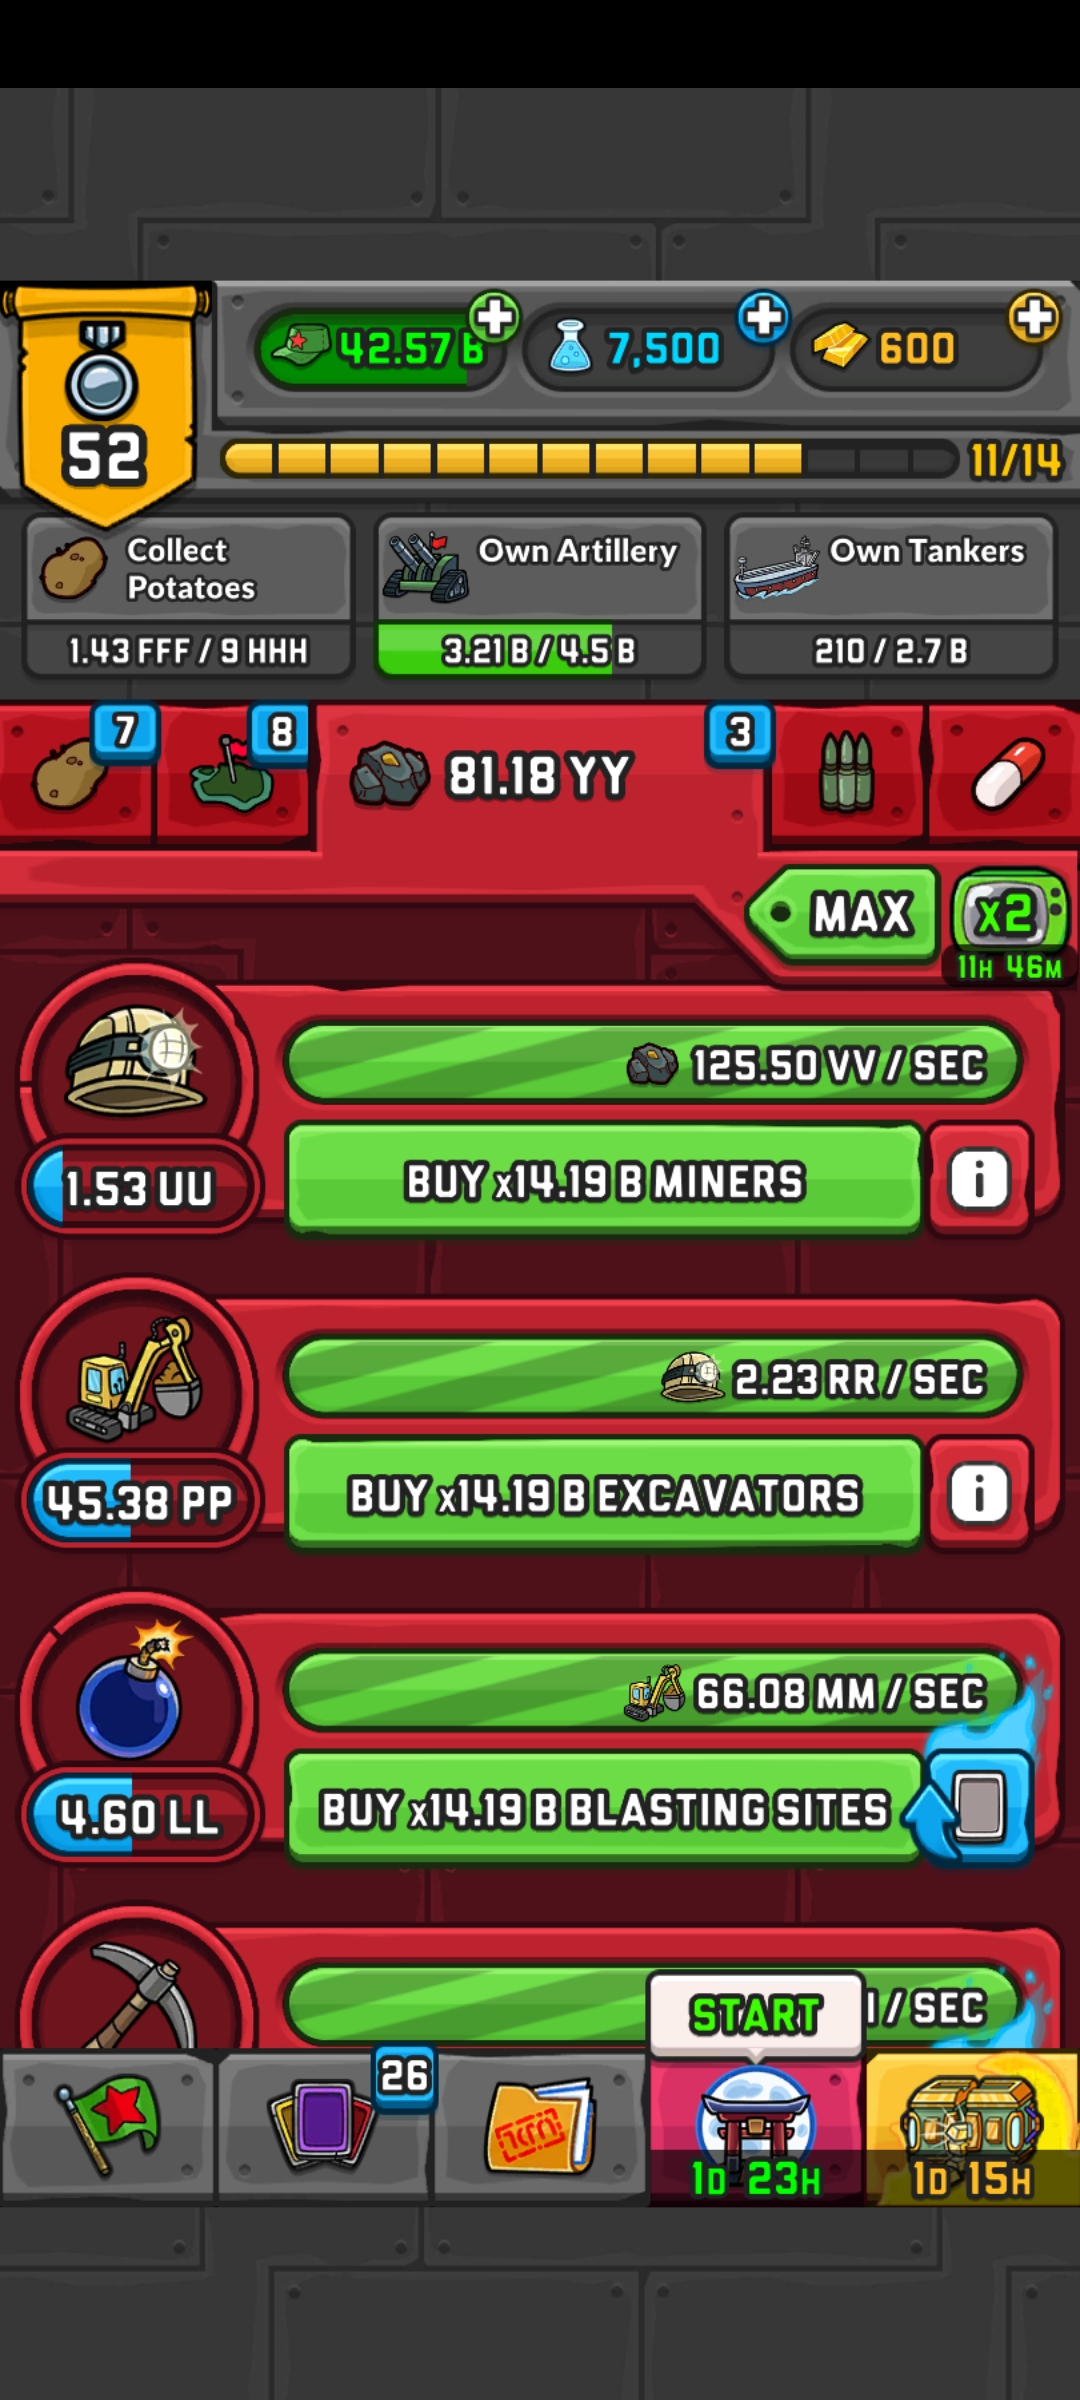 42.57 B
7,500
600
52
11/14
Collect
Potatoes
Own Artillery
Own Tankers
1.43 FFF / 9 HHH
3.21 B / 4.5 B
210 / 2.7 B
7
8
81.18 YY
3
MAX
x2
11H 46M
125.50 VV / SEC
1.53 UU
BUY x14.19 B MINERS
i
2.23 RR / SEC
45.38 PP
BUY x14.19 B EXCAVATORS
i
66.08 MM / SEC
4.60 LL
BUY x14.19 B BLASTING SITES
START
/ SEC
26
1D 23H
1D 15H